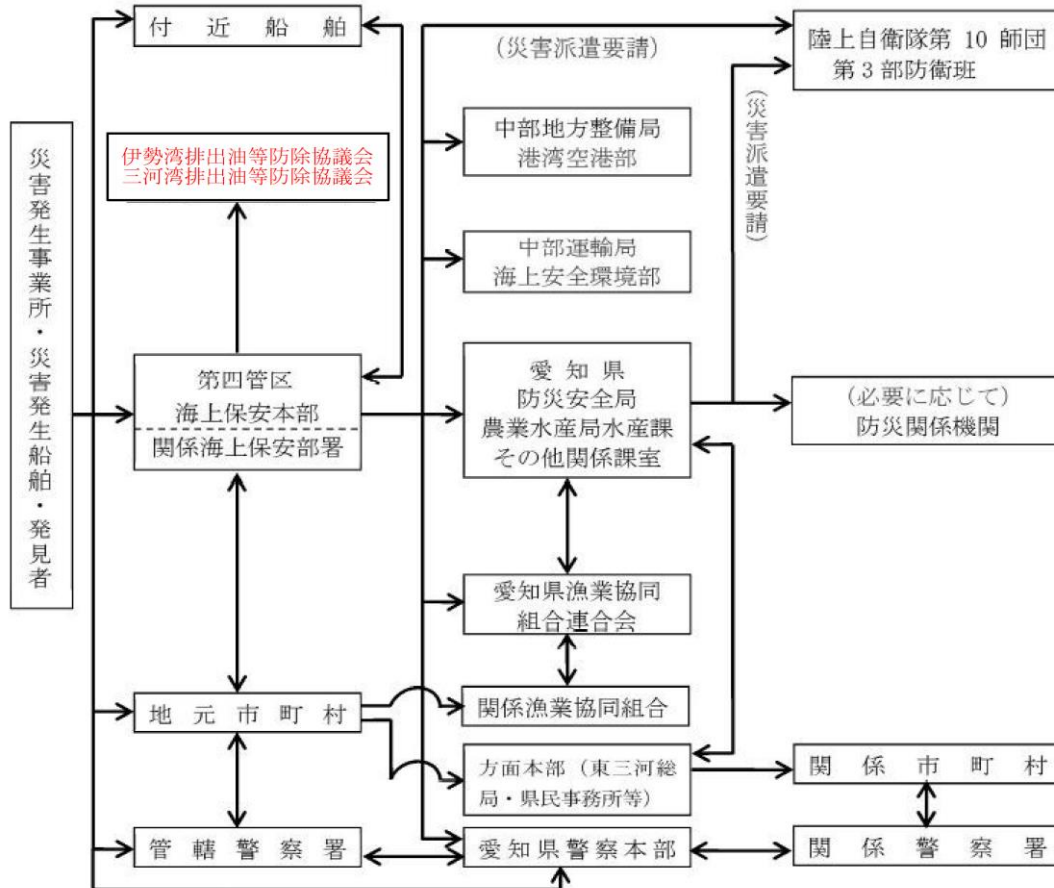 災害発生事業所・災害発生船舶・発見者
付近船舶
伊勢湾排出油等防除協議会
三河湾排出油等防除協議会
第四管区
海上保安本部
関係海上保安部署
地元市町村
管轄警察署
(災害派遣要請)
中部地方整備局
港湾空港部
中部運輸局
海上安全環境部
愛知県
防災安全局
農業水産局水産課
その他関係課室
愛知県漁業協同
組合連合会
関係漁業協同組合
方面本部(東三河総
局・県民事務所等)
愛知県警察本部
陸上自衛隊第 10 師団
第3部防衛班
(災害派遣要請)
(必要に応じて)
防災関係機関
関係市町村
関係警察署